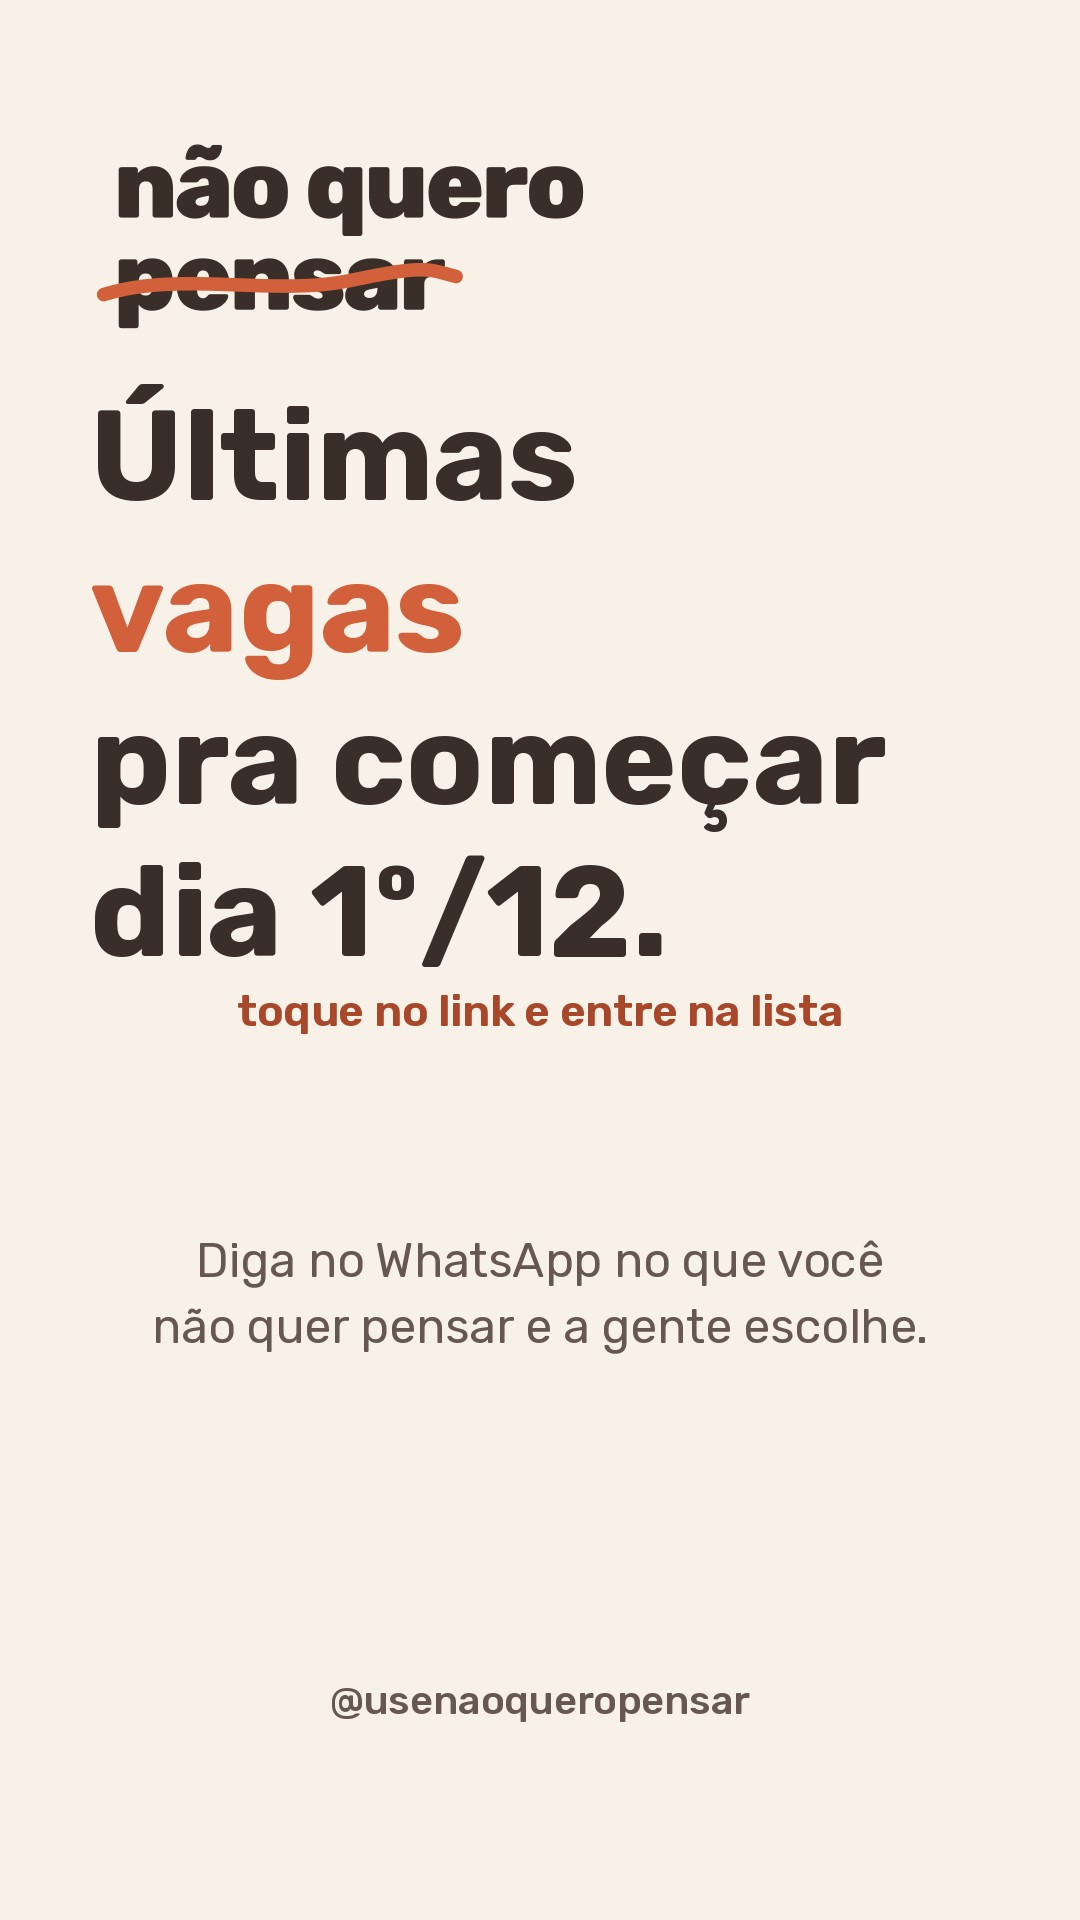 não quero
pensar
Últimas
vagas
pra começar
dia 1º/12.
toque no link e entre na lista
Diga no WhatsApp no que você
não quer pensar e a gente escolhe.
@usenaoqueropensar